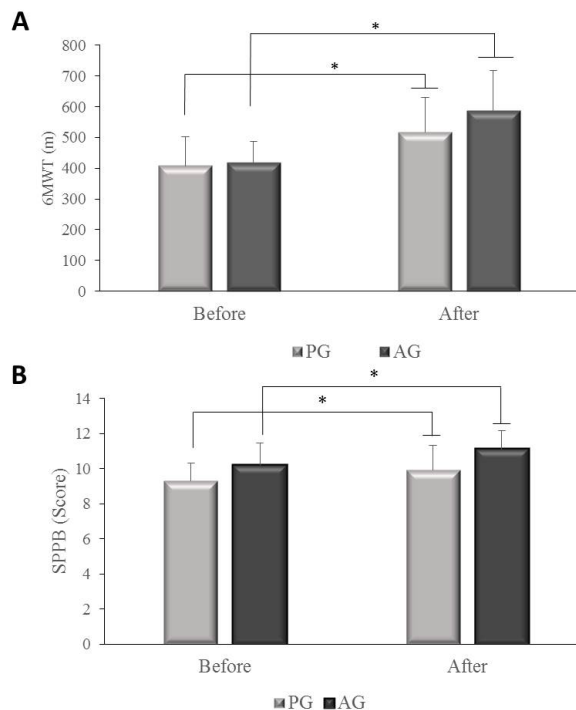 A
*
*
800
700
600
500
400
300
200
100
0
6MWT (m)
Before
After
PG
AG
B
*
*
14
12
10
8
6
4
2
0
SPPB (Score)
Before
After
PG
AG